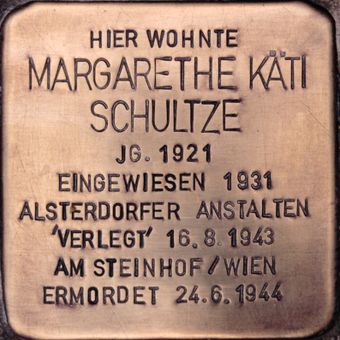 HIER WOHNTE
MARGARETHE KÄTI
SCHULTZE
JG. 1921
EINGEWIESEN 1931
ALSTERDORFER ANSTALTEN
'VERLEGT' 16.8.1943
AM STEINHOF/WIEN
ERMORDET 24.6.1944